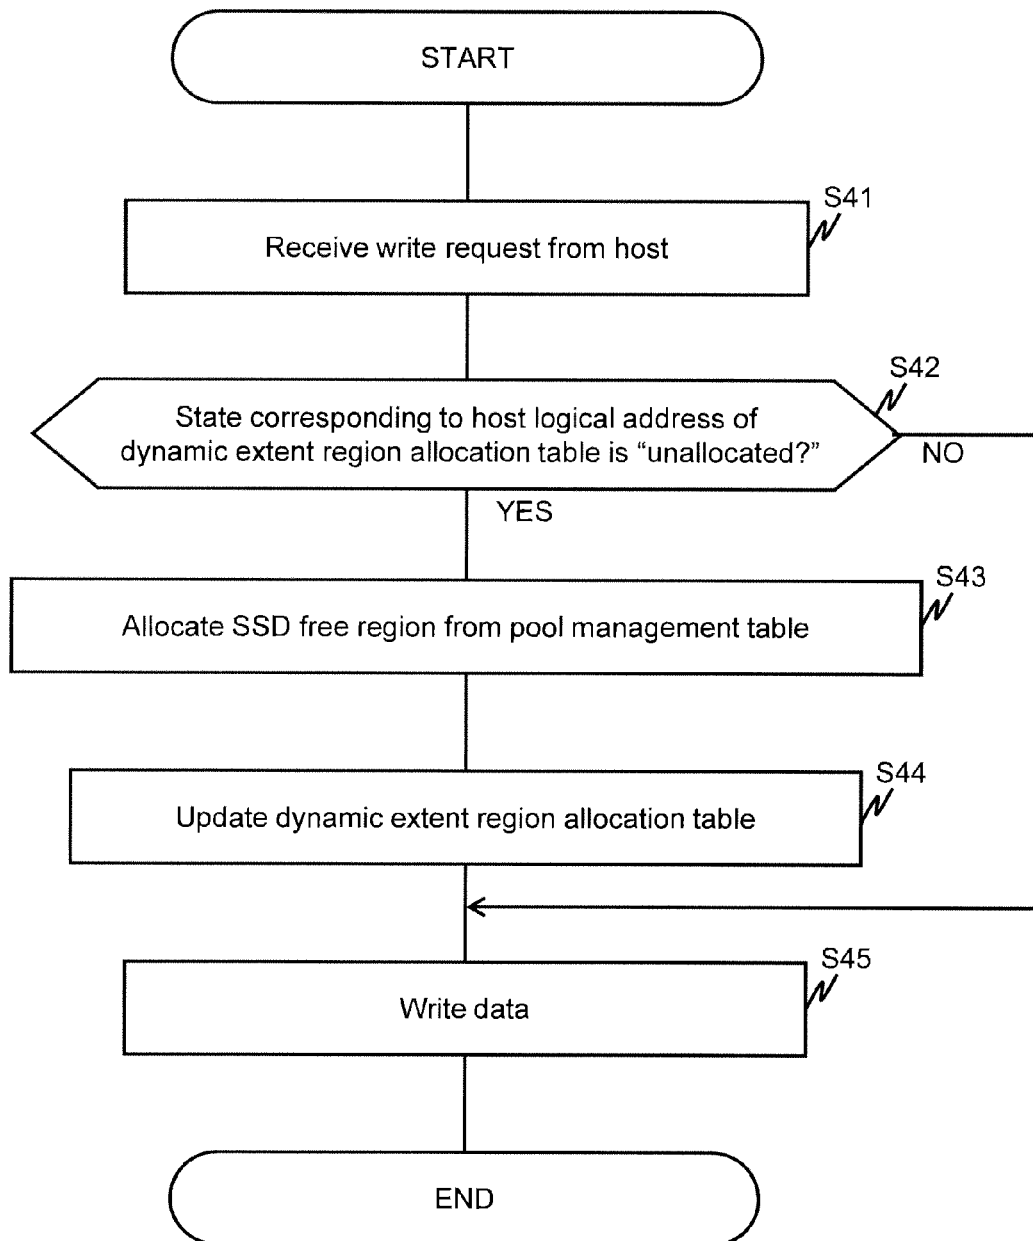 START
S41
Receive write request from host
S42
State corresponding to host logical address of
dynamic extent region allocation table is “unallocated?”
NO
YES
S43
Allocate SSD free region from pool management table
S44
Update dynamic extent region allocation table
S45
Write data
END